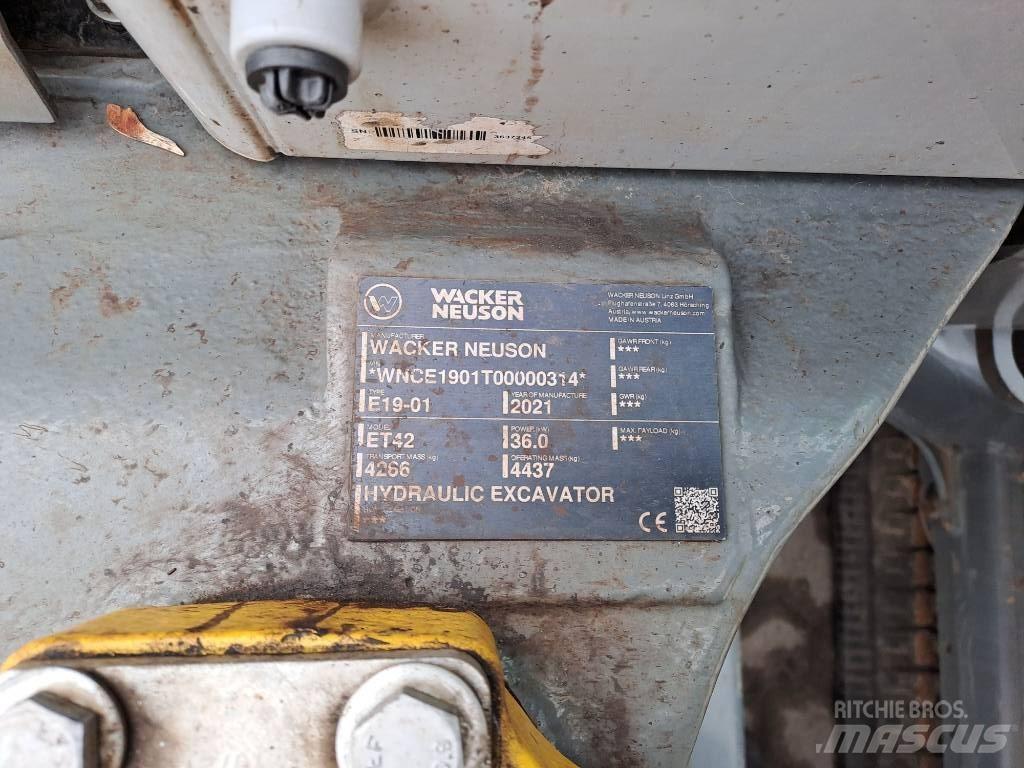 SN:
WACKER
NEUSON
WACKER NEUSON Linz GmbH
Flughafenstraße 7, 4063 Hörsching
Austria, www.wackerneuson.com
MADE IN AUSTRIA
MANUFACTURER
WACKER NEUSON
GAWR FRONT (kg)
***
*WNCE1901T00000314*
GAWR REAR (kg)
***
TYPE
E19-01
YEAR OF MANUFACTURE
2021
GWR (kg)
***
MODEL
ET42
POWER (kW)
36.0
MAX. PAYLOAD (kg)
***
TRANSPORT MASS (kg)
4266
OPERATING MASS (kg)
4437
HYDRAULIC EXCAVATOR
***
CE
RITCHIE BROS.
MASCUS